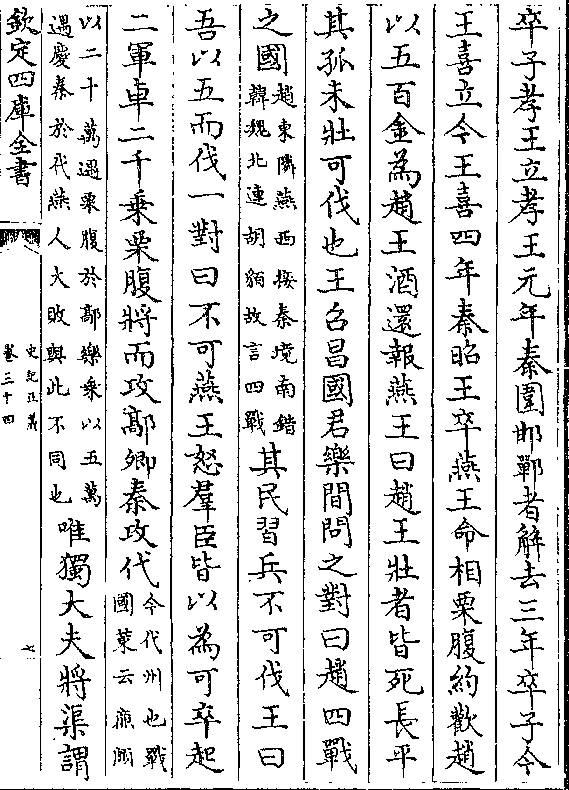 卒子孝王立孝王元年秦圍邯鄲者解去三年卒子今
王喜立今王喜四年秦昭王卒燕王命相栗腹約歡趙
以五百金為趙王酒還報燕王曰趙王壯者皆死長平
其孤未壯可伐也王召昌國君樂間問之對曰趙四戰
之國趙東隣燕西接秦境南錯韓魏北連胡貊故言四戰其民習兵不可伐王曰
吾以五而伐一對曰不可燕王怒羣臣皆以為可卒起
二軍車二千乗栗腹將而攻鄗卿秦攻代今代州也戰國策云廉頗
以二十萬遇栗腹於鄗樂乗以五萬遇慶秦於代燕人大敗與此不同也唯獨大夫將渠謂
欽定四庫全書
史記正義
卷三十四
七